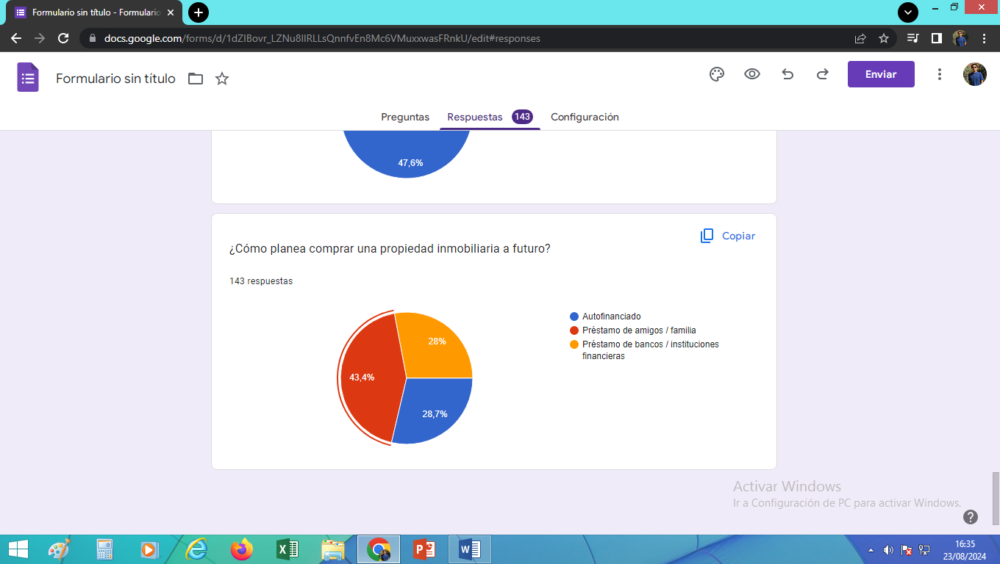 Formulario sin título - Formulario
docs.google.com/forms/d/1dZIBovr_LZNu8lIRLLsQnnfvEn8Mc6VMuxxwasFRnkU/edit#responses
Formulario sin título
Enviar
Preguntas Respuestas 143 Configuración
47,6%
Copiar
¿Cómo planea comprar una propiedad inmobiliaria a futuro?
143 respuestas
Autofinanciado
Préstamo de amigos / familia
Préstamo de bancos / instituciones
financieras
28%
43,4%
28,7%
Activar Windows
Ir a Configuración de PC para activar Windows.
16:35
23/08/2024